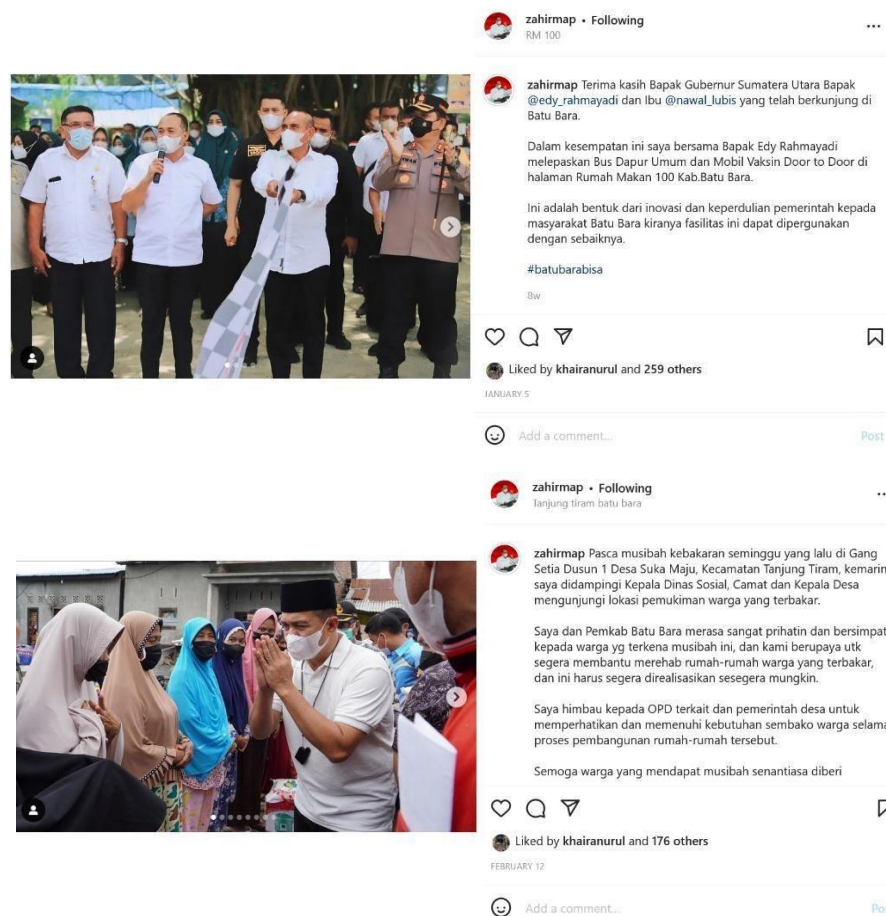 zahirmap • Following
RM 100
zahirmap Terima kasih Bapak Gubernur Sumatera Utara Bapak
@edy_rahmayadi dan Ibu @nawal_lubis yang telah berkunjung di
Batu Bara.
Dalam kesempatan ini saya bersama Bapak Edy Rahmayadi
melepaskan Bus Dapur Umum dan Mobil Vaksin Door to Door di
halaman Rumah Makan 100 Kab.Batu Bara.
Ini adalah bentuk dari inovasi dan keperdulian pemerintah kepada
masyarakat Batu Bara kiranya fasilitas ini dapat dipergunakan
dengan sebaiknya.
#batubarabisa
8w
Liked by khairanurul and 259 others
JANUARY 5
Add a comment...
Post
zahirmap • Following
Tanjung tiram batu bara
zahirmap Pasca musibah kebakaran seminggu yang lalu di Gang
Setia Dusun 1 Desa Suka Maju, Kecamatan Tanjung Tiram, kemarin
saya didampingi Kepala Dinas Sosial, Camat dan Kepala Desa
mengunjungi lokasi pemukiman warga yang terbakar.
Saya dan Pemkab Batu Bara merasa sangat prihatin dan bersimpat
kepada warga yg terkena musibah ini, dan kami berupaya utk
segera membantu merehab rumah-rumah warga yang terbakar,
dan ini harus segera direalisasikan sesegera mungkin.
Saya himbau kepada OPD terkait dan pemerintah desa untuk
memperhatikan dan memenuhi kebutuhan sembako warga selama
proses pembangunan rumah-rumah tersebut.
Semoga warga yang mendapat musibah senantiasa diberi
Liked by khairanurul and 176 others
FEBRUARY 12
Add a comment...
Po